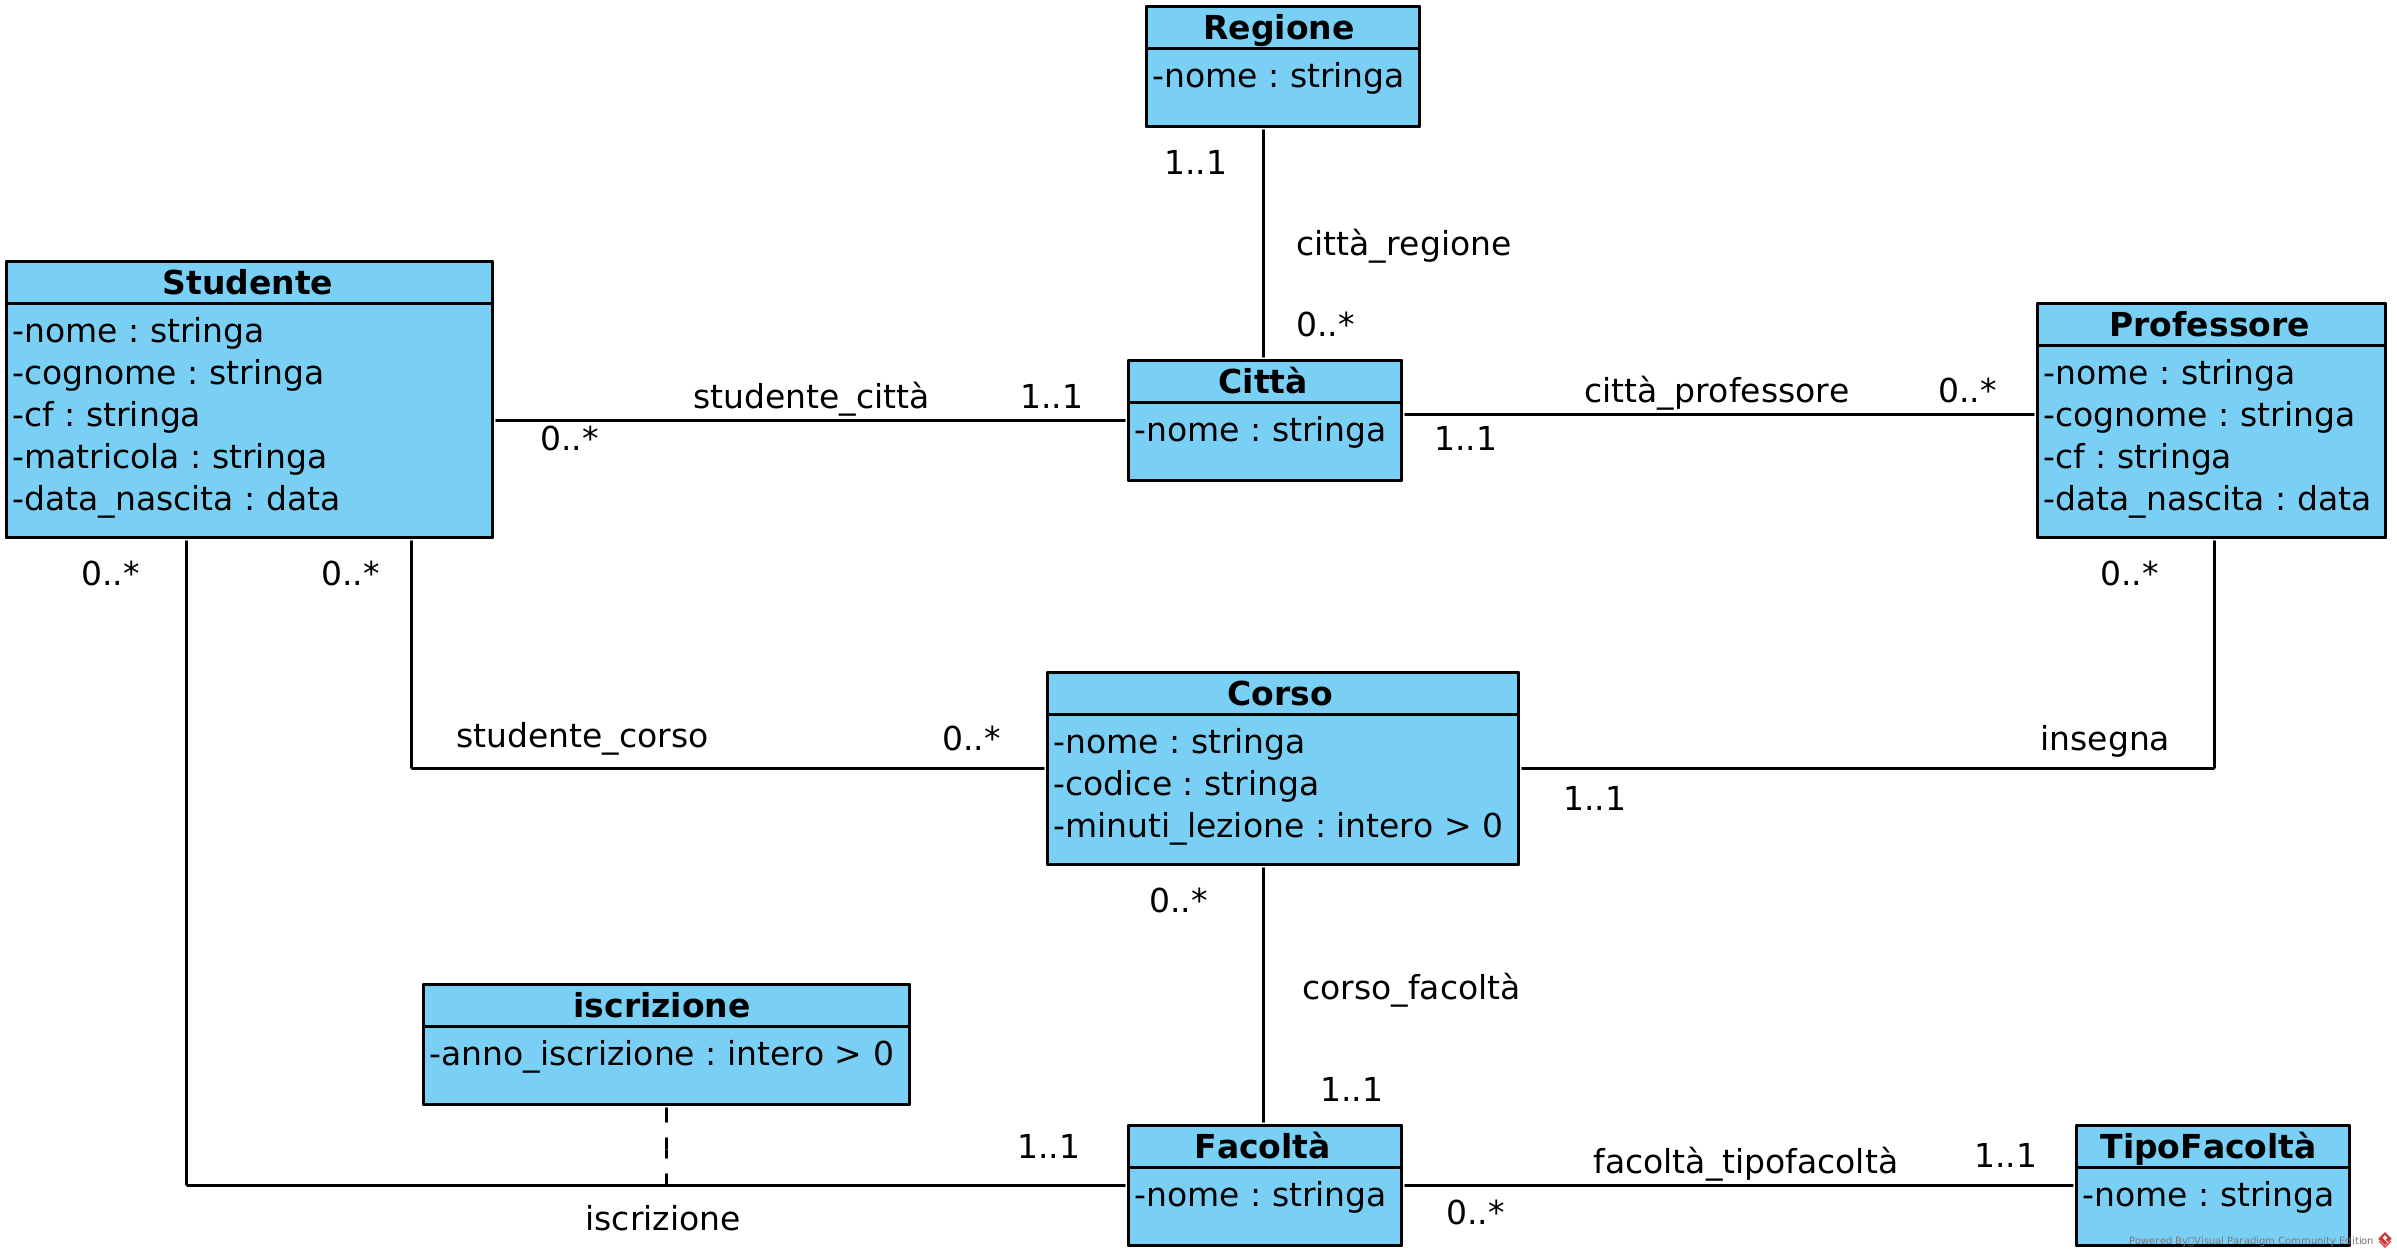 Regione
-nome : stringa
1..1
città_regione
0..*
Studente
-nome : stringa
-cognome : stringa
-cf : stringa
-matricola : stringa
-data_nascita : data
studente_città
1..1
0..*
Città
-nome : stringa
città_professore
0..*
1..1
Professore
-nome : stringa
-cognome : stringa
-cf : stringa
-data_nascita : data
0..*
0..*
0..*
studente_corso
0..*
Corso
-nome : stringa
-codice : stringa
-minuti_lezione : intero > 0
insegna
1..1
0..*
corso_facoltà
1..1
iscrizione
-anno_iscrizione : intero > 0
1..1
iscrizione
Facoltà
-nome : stringa
facoltà_tipofacoltà
1..1
0..*
TipoFacoltà
-nome : stringa
Powered By Visual Paradigm Community Edition